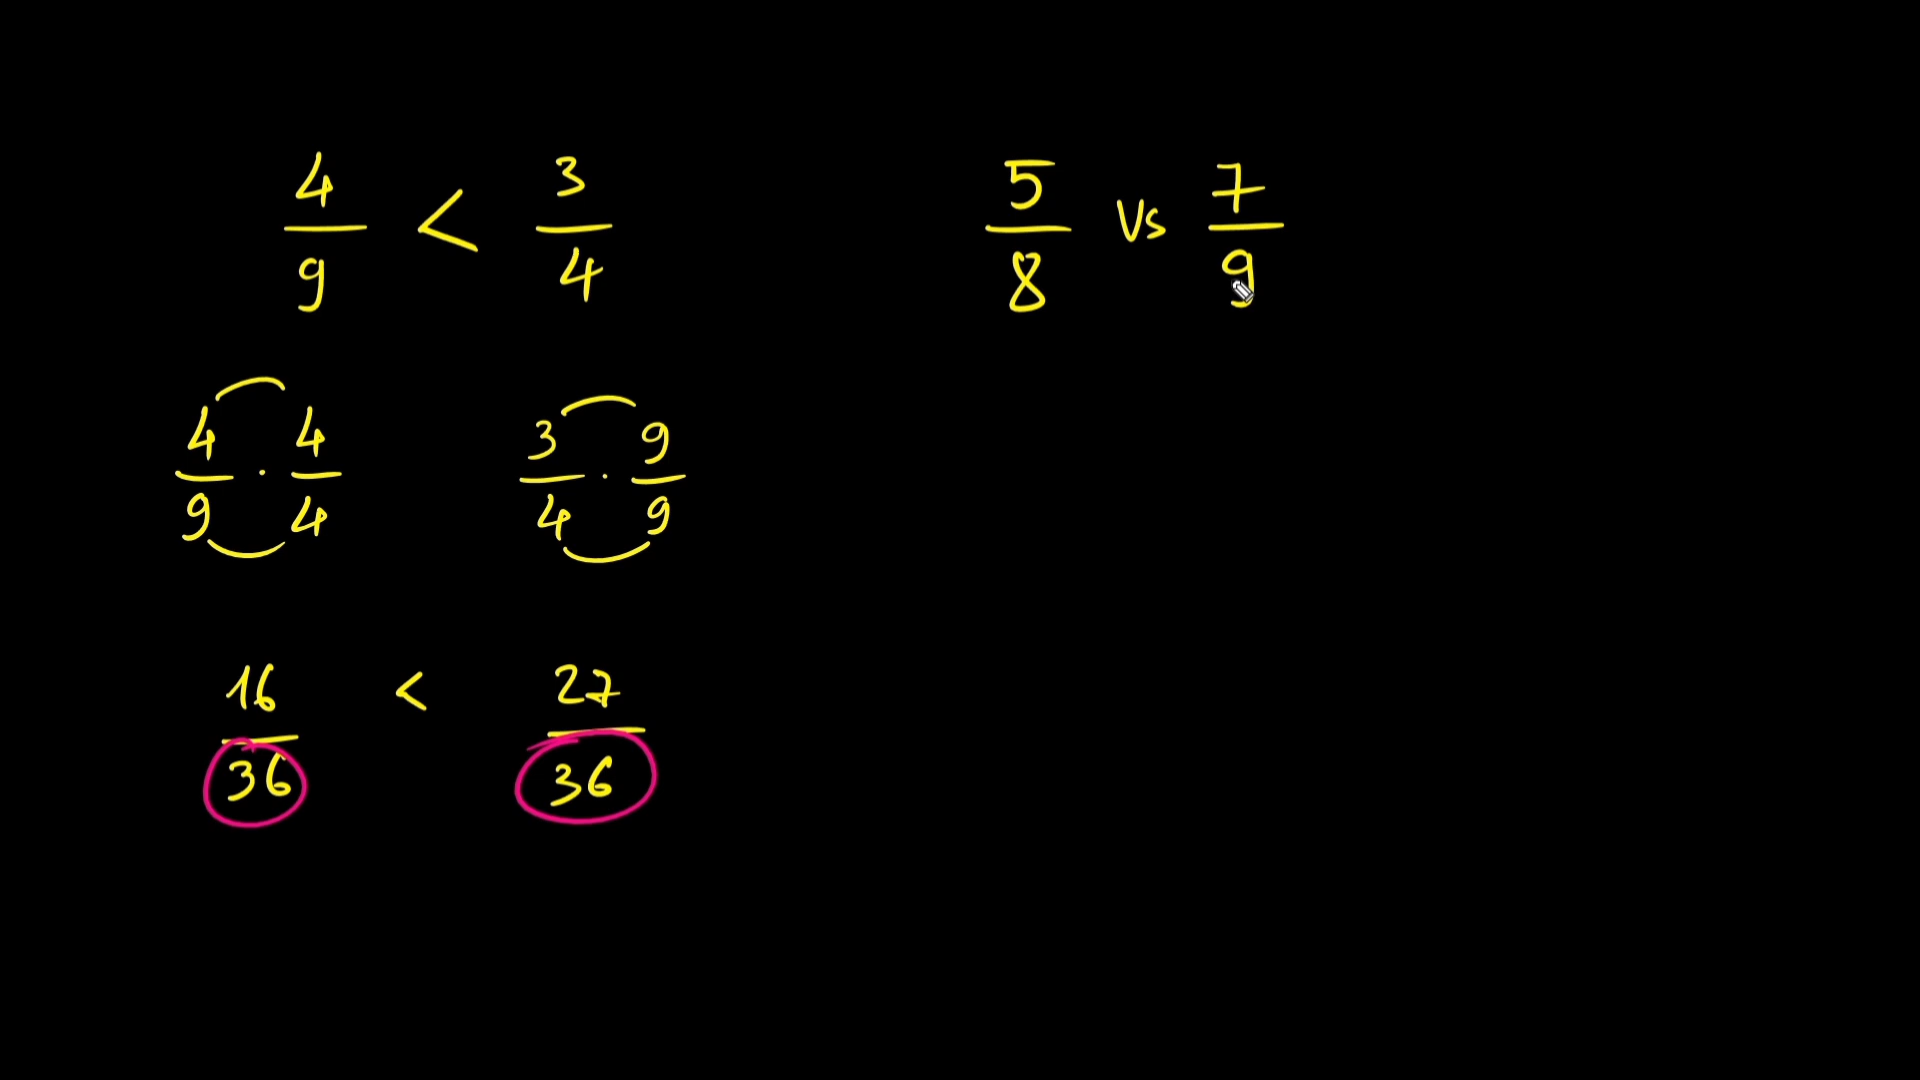 4/9 < 3/4
4/9 · 4/4
3/4 · 9/9
16/36 < 27/36
5/8 Vs 7/9